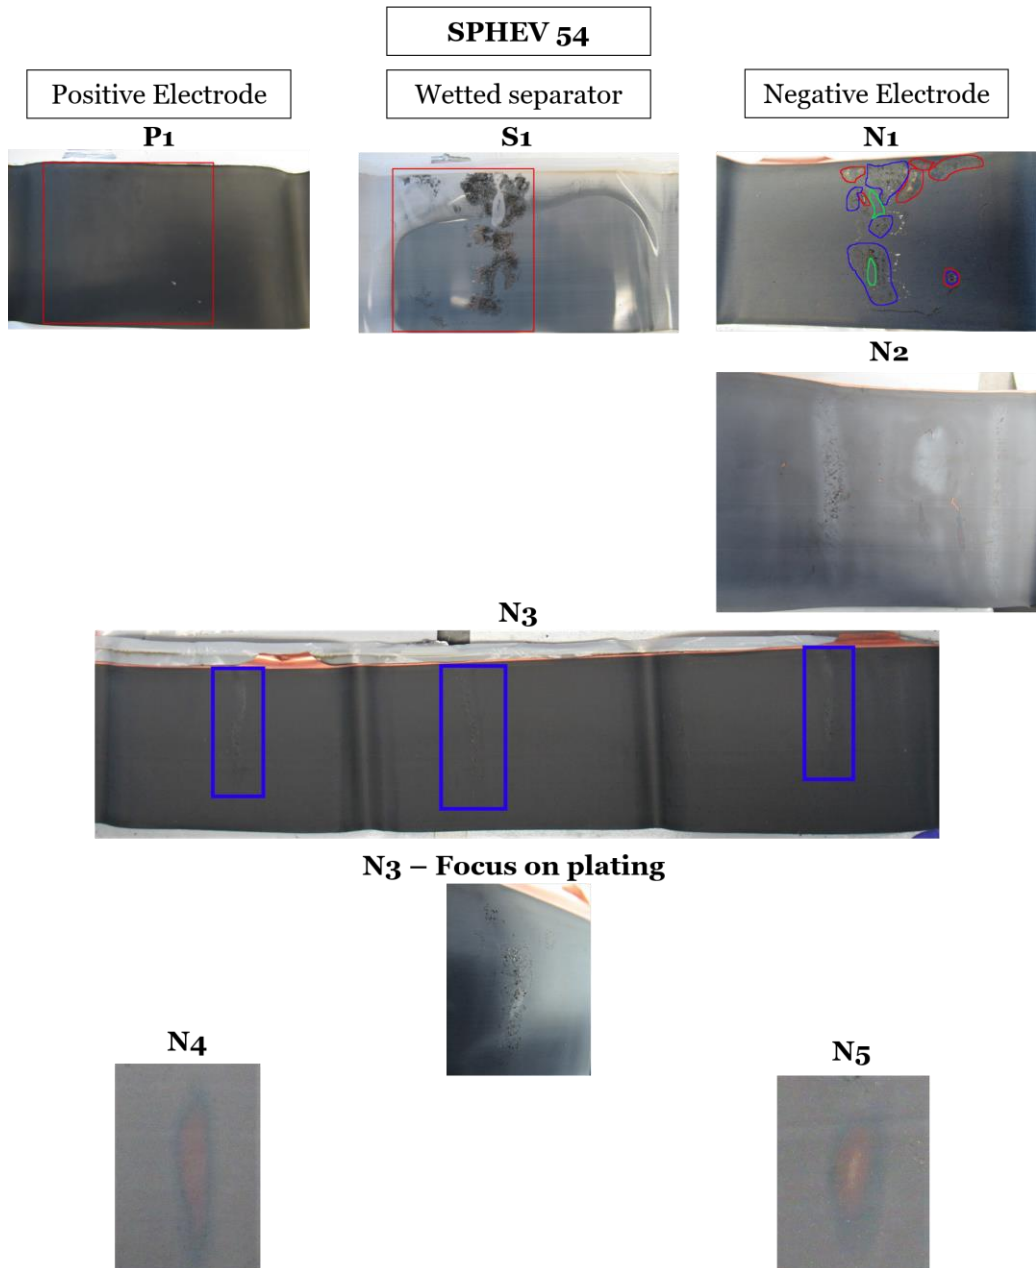 SPHEV 54
Positive Electrode
Wetted separator
Negative Electrode
P1
S1
N1
N2
N3
N3 – Focus on plating
N4
N5